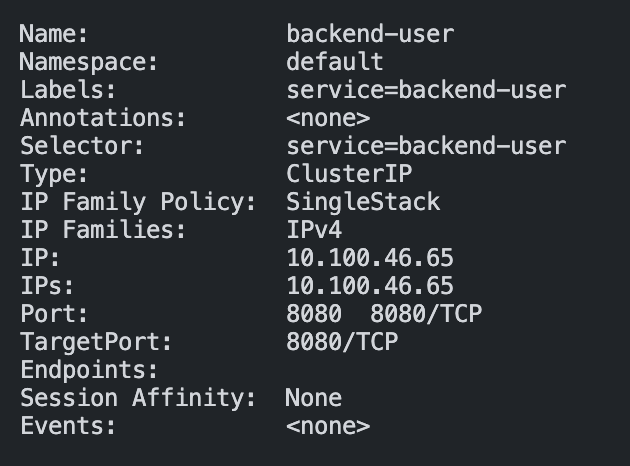 Name: backend-user
Namespace: default
Labels: service=backend-user
Annotations: <none>
Selector: service=backend-user
Type: ClusterIP
IP Family Policy: SingleStack
IP Families: IPv4
IP: 10.100.46.65
IPs: 10.100.46.65
Port: 8080 8080/TCP
TargetPort: 8080/TCP
Endpoints:
Session Affinity: None
Events: <none>